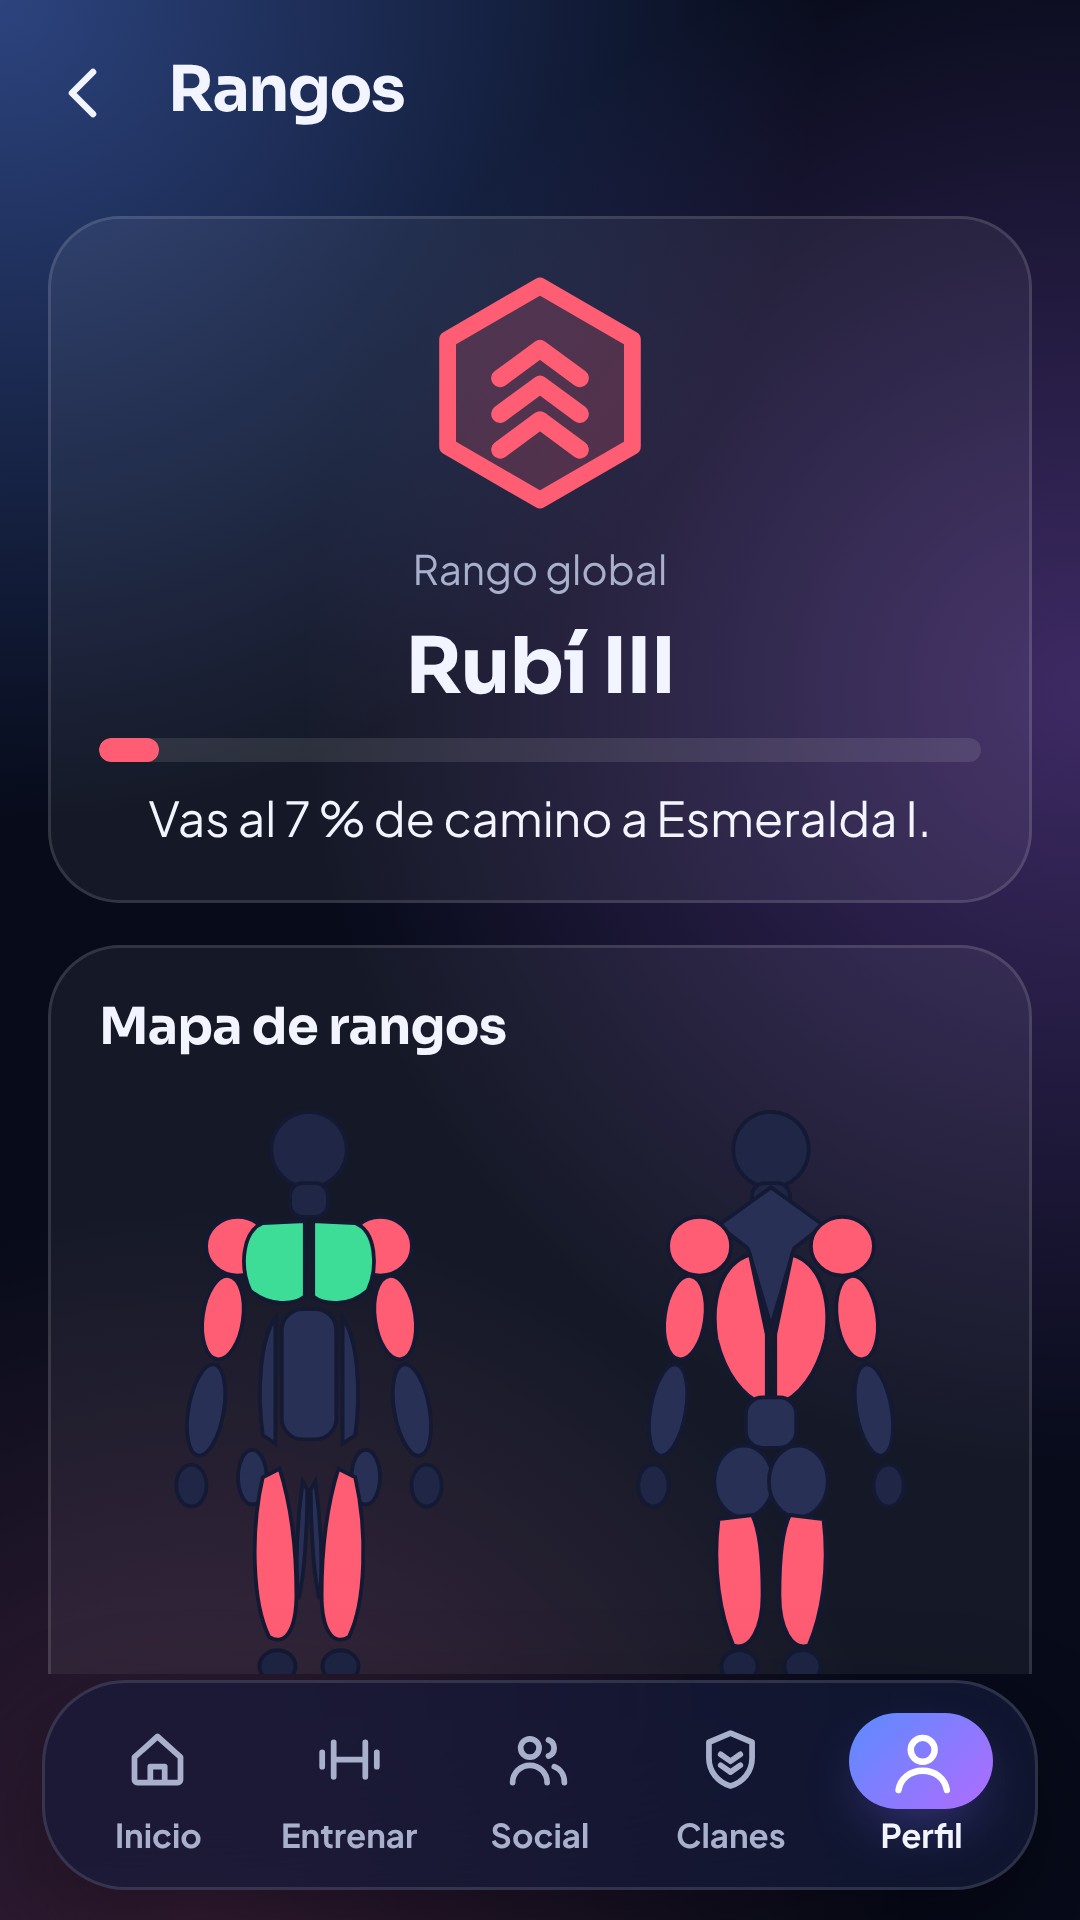 Rangos
Rango global
Rubí III
Vas al 7 % de camino a Esmeralda I.
Mapa de rangos
Inicio
Entrenar
Social
Clanes
Perfil